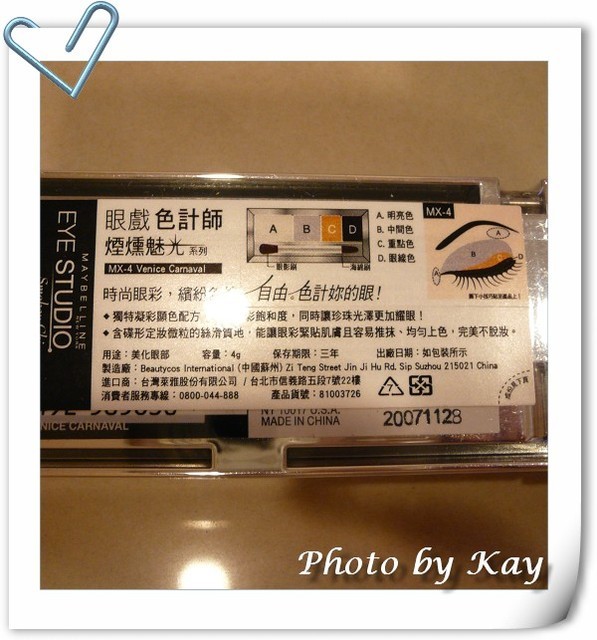 EYE STUDIO
MAYBELLINE
眼戲 色計師
煙燻魅光 系列
MX-4 Venice Carnaval
A B C D
眼影刷 海綿刷
A. 明亮色
B. 中間色
C. 重點色
D. 眼線色
MX-4
A
B
C
D
A
時尚眼彩,繽紛 自由.色計妳的眼!
◆ 獨特凝彩顯色配方 彩飽和度,同時讓珍珠光澤更加耀眼!
◆ 含碟形定妝微粒的絲滑質地,能讓眼彩緊貼肌膚且容易推抹、均勻上色,完美不脫妝。
用途:美化眼部 容量:4g 保存期限:三年 出廠日期:如包裝所示
製造廠:Beautycos International (中國蘇州) Zi Teng Street Jin Ji Hu Rd. Sip Suzhou 215021 China
進口商:台灣萊雅股份有限公司 / 台北市信義路五段7號22樓
消費者服務專線:0800-044-888 產品貨號:81003726
NICE CARNAVAL
NY 10017 U.S.A.
MADE IN CHINA
20071128
Photo by Kay